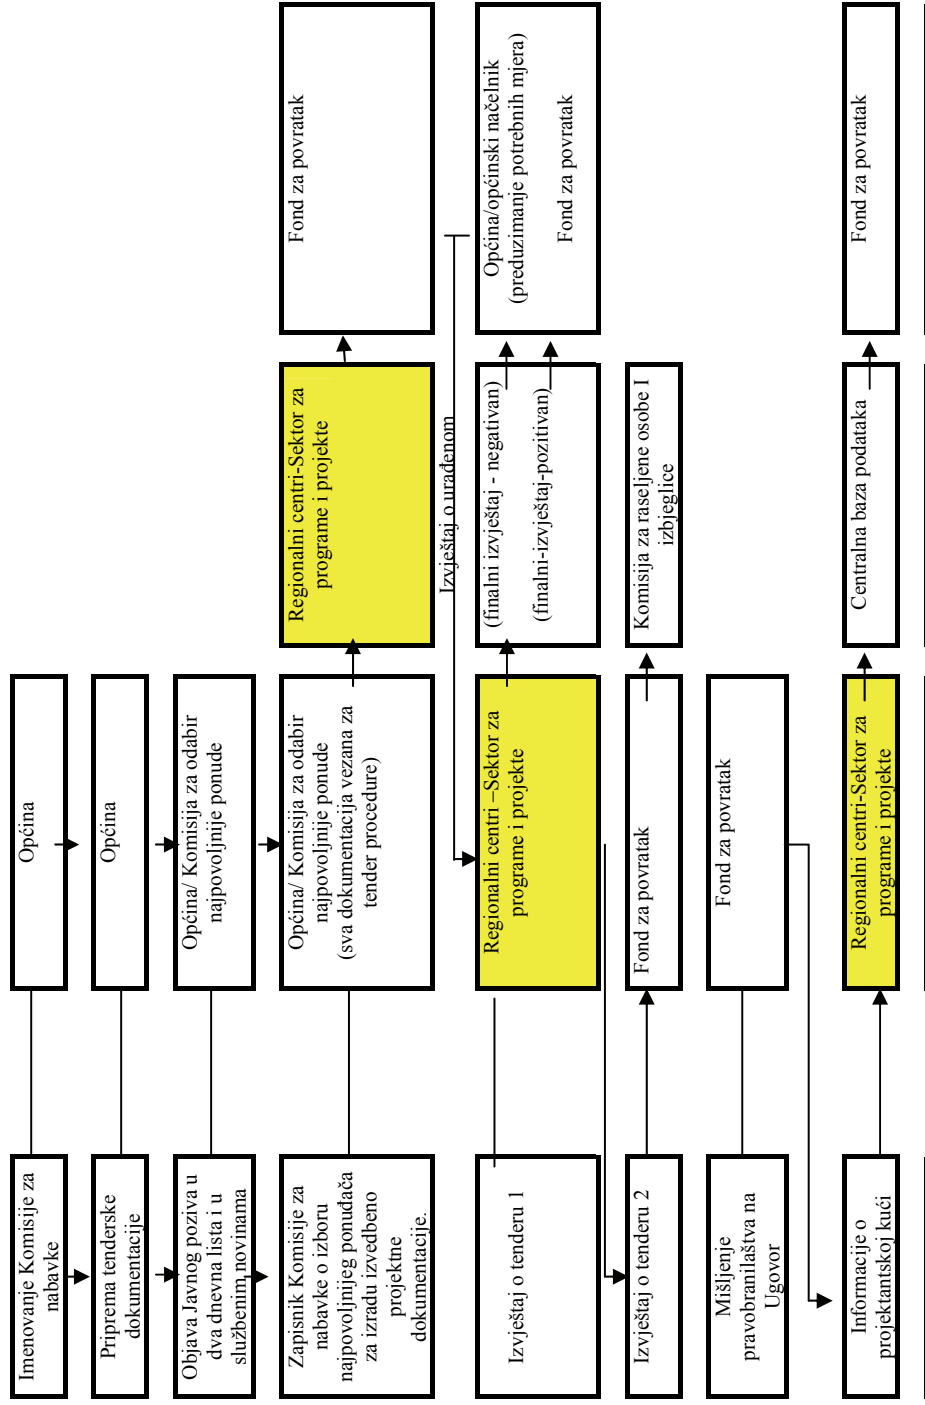 Imenovanje Komisije za
nabavke
Općina
Priprema tenderske
dokumentacije
Općina
Objava Javnog poziva u
dva dnevna lista i u
službenim novinama
Općina/ Komisija za odabir
najpovoljnije ponude
Zapisnik Komisije za
nabavke o izboru
najpovoljnijeg ponuđača
za izradu izvedbeno
projektne
dokumentacije.
Općina/ Komisija za odabir
najpovoljnije ponude
(sva dokumentacija vezana za
tender procedure)
Regionalni centri-Sektor za
programe i projekte
Fond za povratak
Izvještaj o urađenom
Izvještaj o tenderu 1
Regionalni centri –Sektor za
programe i projekte
(finalni izvještaj - negativan)
(finalni-izvještaj-pozitivan)
Općina/općinski načelnik
(preduzimanje potrebnih mjera)
Fond za povratak
Izvještaj o tenderu 2
Fond za povratak
Komisija za raseljene osobe I
izbjeglice
Mišljenje
pravobranilaštva na
Ugovor
Fond za povratak
Informacije o
projektantskoj kući
Regionalni centri-Sektor za
programe i projekte
Centralna baza podataka
Fond za povratak